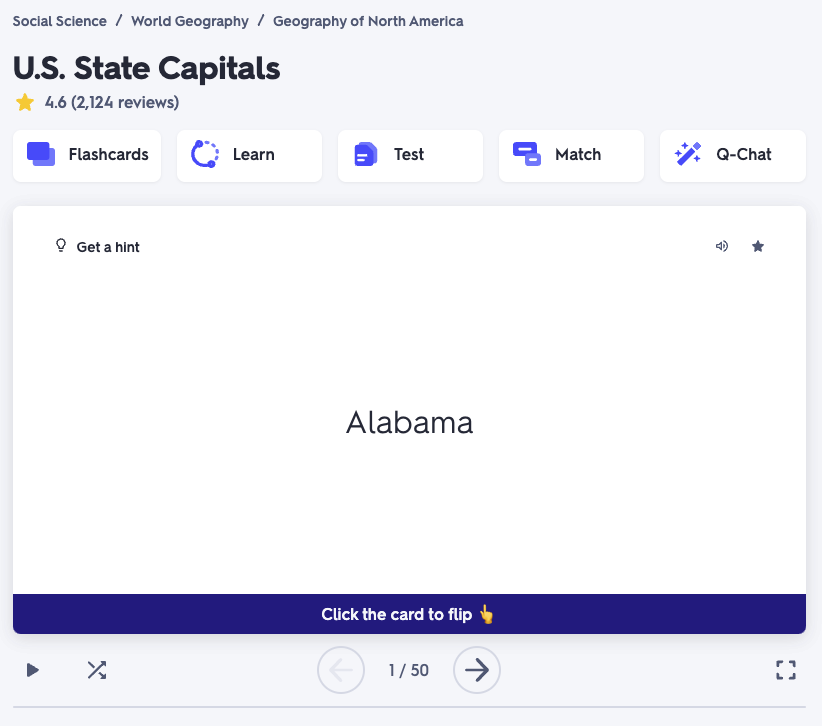 Social Science / World Geography / Geography of North America
U.S. State Capitals
4.6 (2,124 reviews)
Flashcards
Learn
Test
Match
Q-Chat
Get a hint
Alabama
Click the card to flip 👆
1 / 50